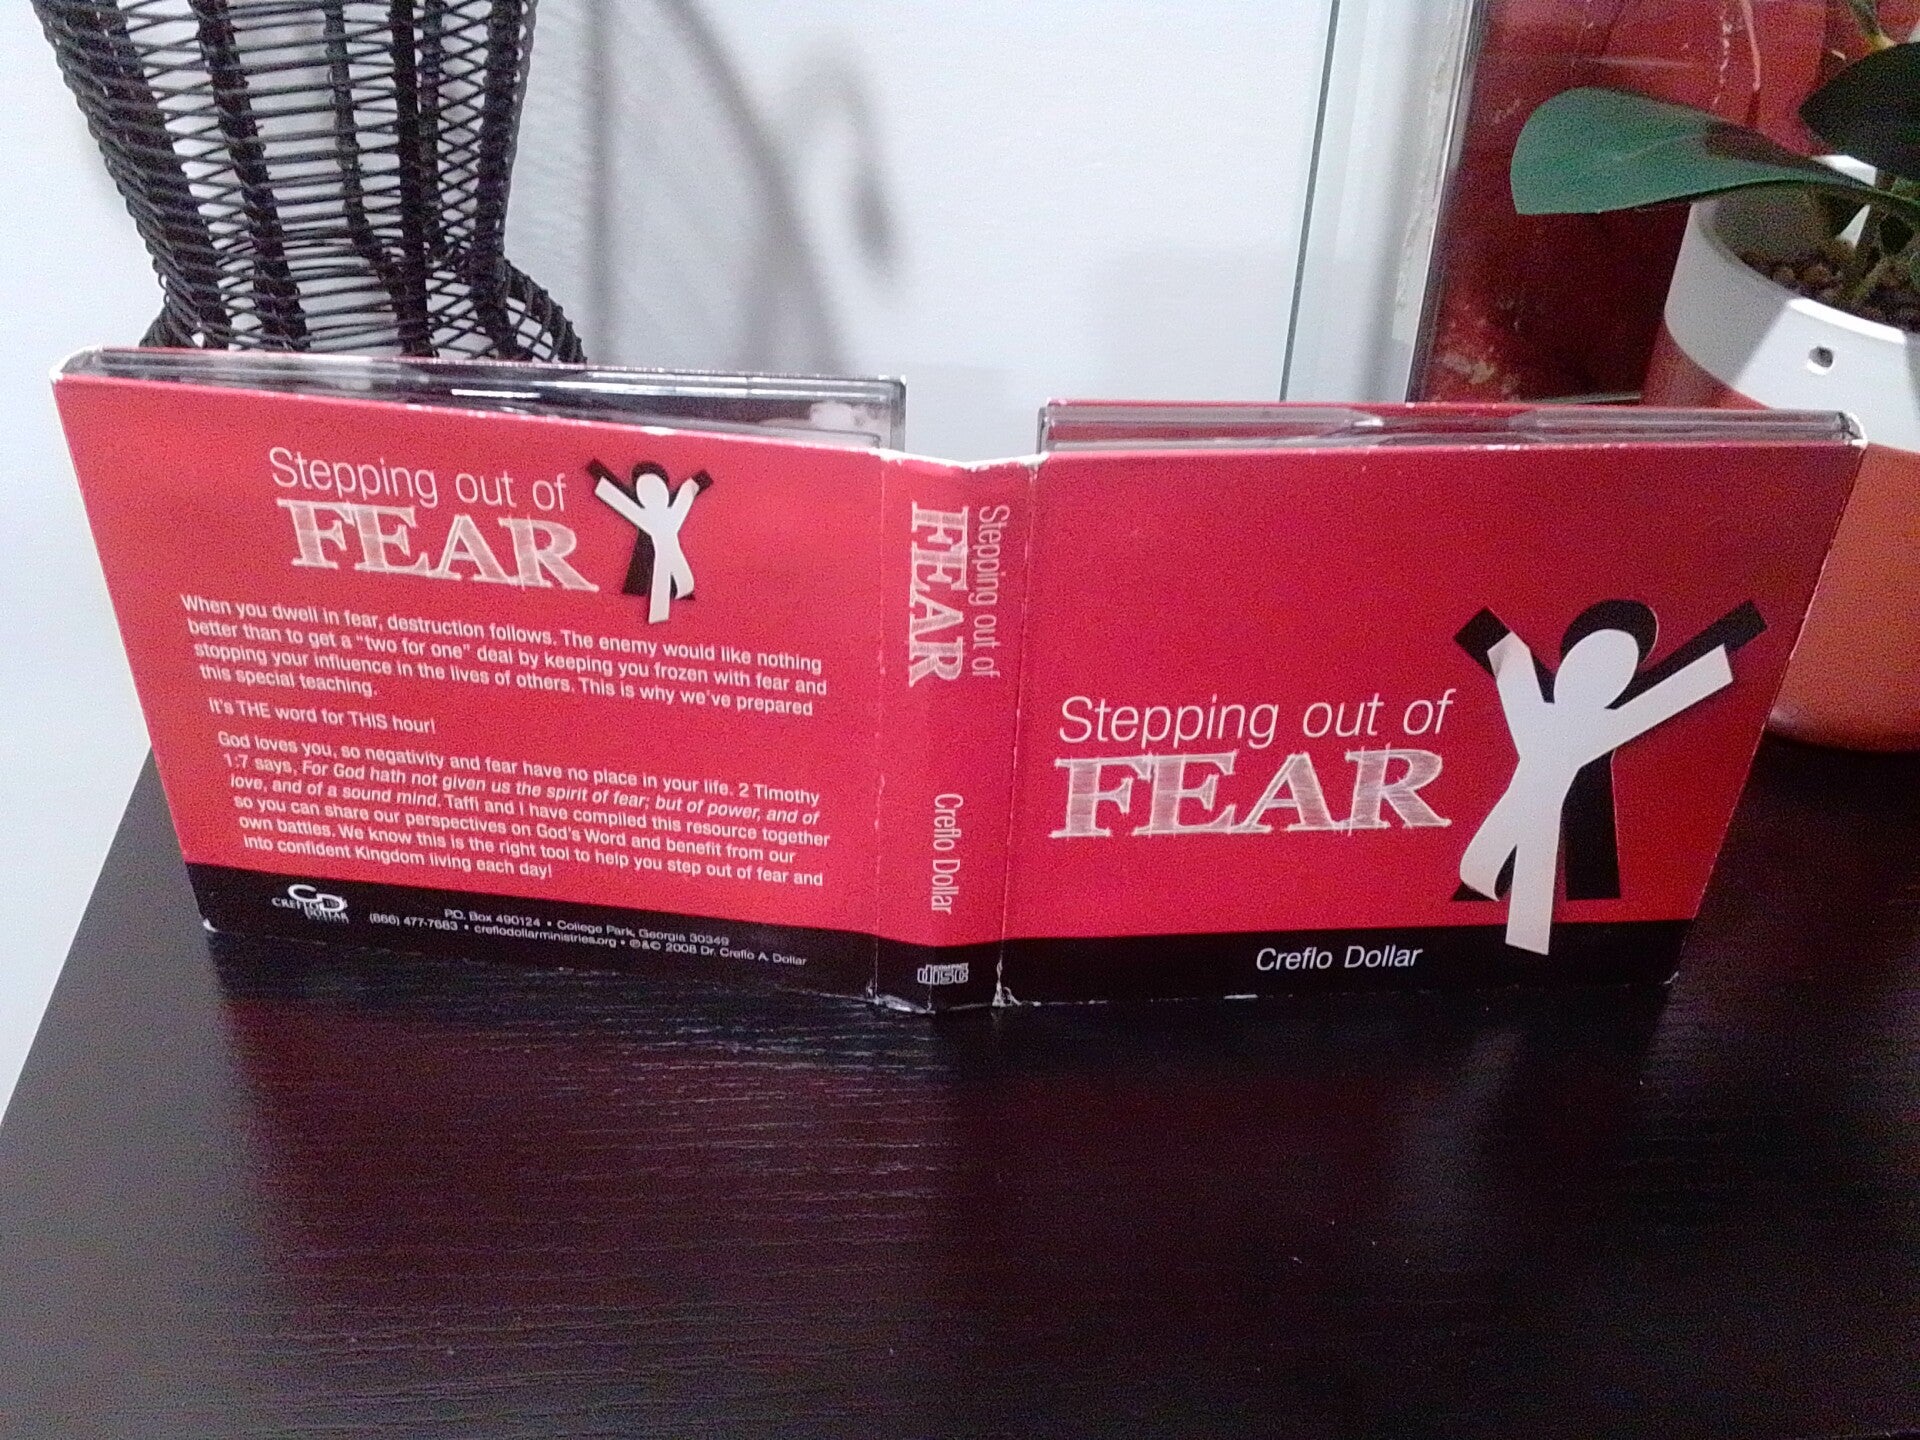 Stepping out of
FEAR
When you dwell in fear, destruction follows. The enemy would like nothing
better than to get a "two for one" deal by keeping you frozen with fear and
stopping your influence in the lives of others. This is why we've prepared
this special teaching.
It's THE word for THIS hour!
God loves you, so negativity and fear have no place in your life. 2 Timothy
1:7 says, For God hath not given us the spirit of fear; but of power, and of
love, and of a sound mind. Taffi and I have compiled this resource together
so you can share our perspectives on God's Word and benefit from our
own battles. We know this is the right tool to help you step out of fear and
into confident Kingdom living each day!
CD
CREFLO
DOLLAR
P.O. Box 490124 • College Park, Georgia 30349
(866) 477-7683 • creflodollarministries.org • ℗&© 2008 Dr. Creflo A. Dollar
Stepping out of
FEAR
Creflo Dollar
COMPACT
disc
Stepping out of
FEAR
Creflo Dollar